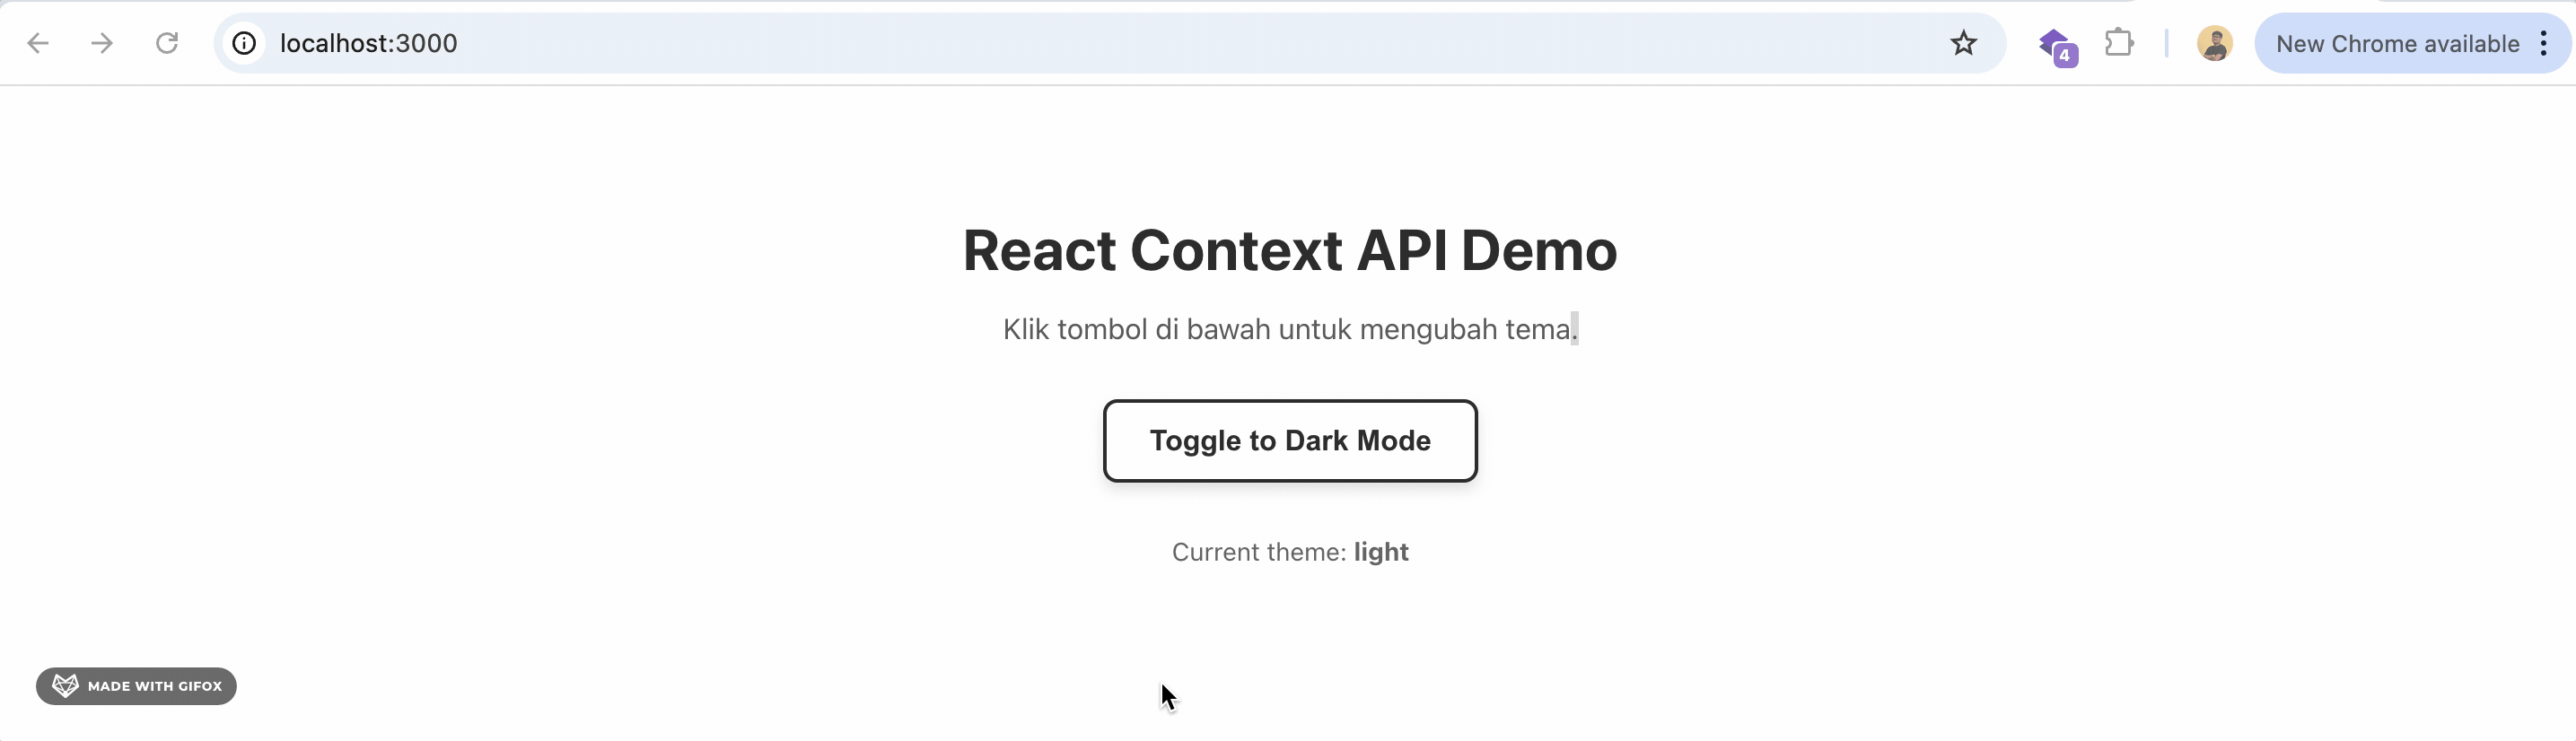 localhost:3000
4
New Chrome available
React Context API Demo
Klik tombol di bawah untuk mengubah tema.
Toggle to Dark Mode
Current theme: light
MADE WITH GIFOX